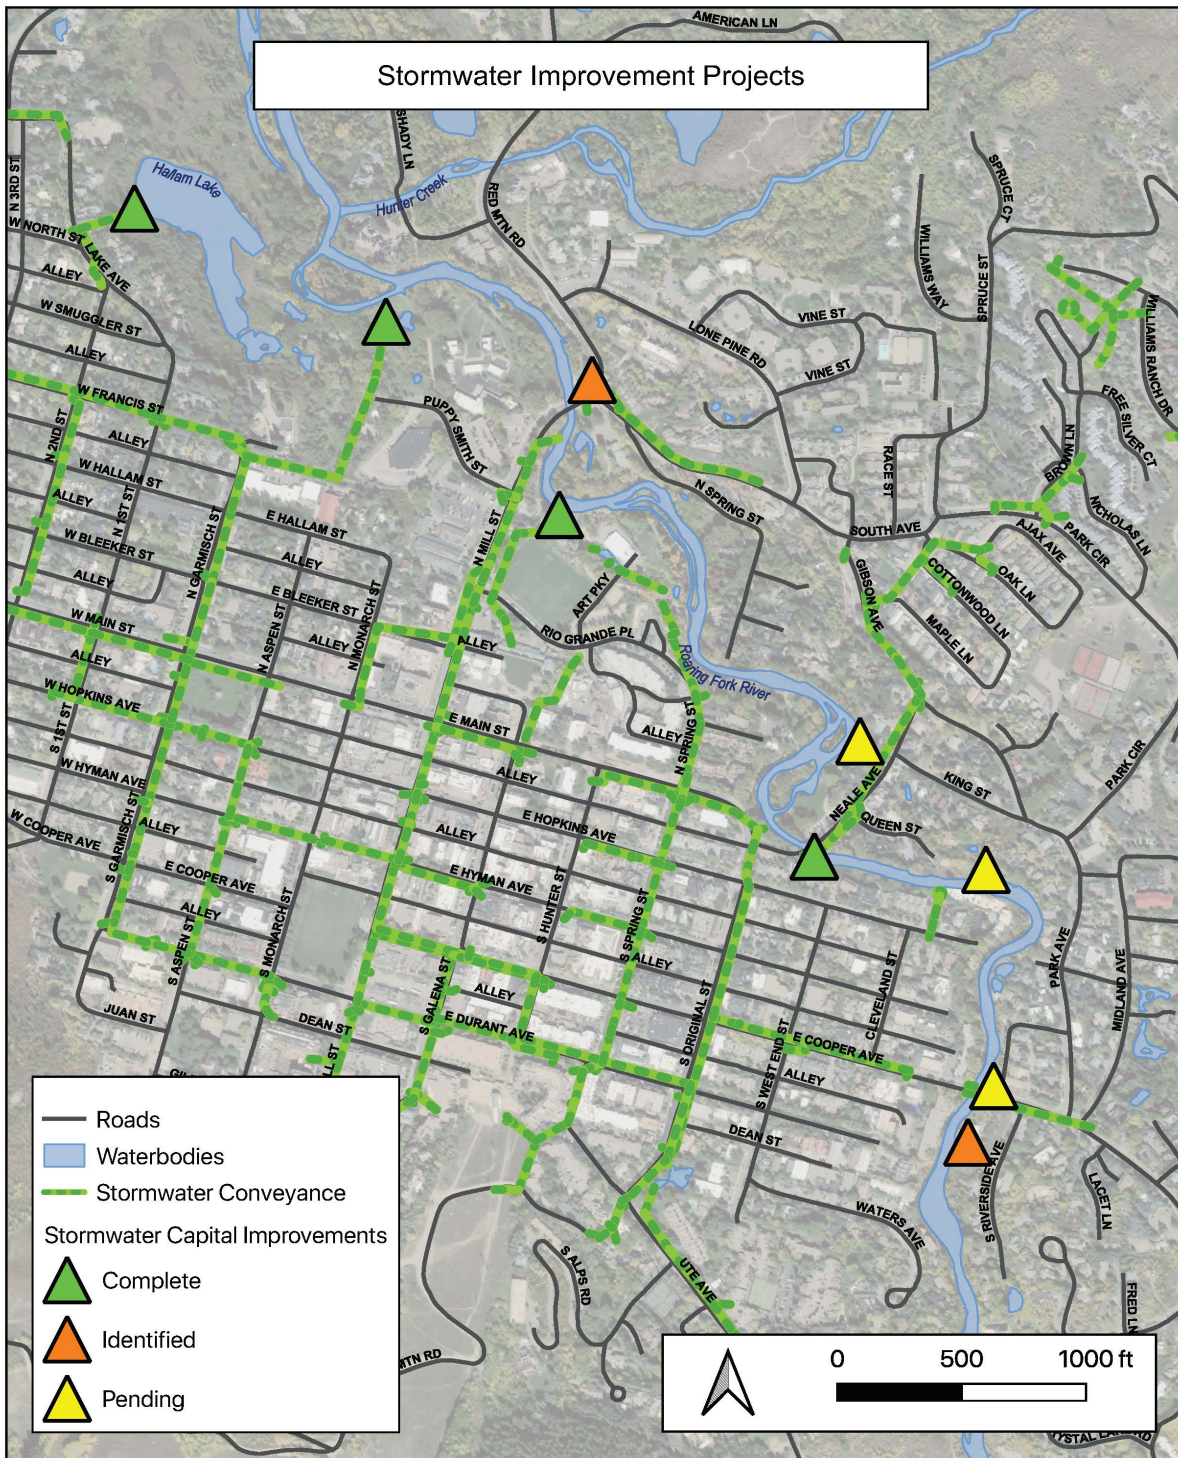 AMERICAN LN
Stormwater Improvement Projects
SHADY LN
N 3RD ST
Hallam Lake
Hunter Creek
RED MTN RD
SPRUCE CT
W NORTH ST
LAKE AVE
ALLEY
WILLIAMS WAY
SPRUCE ST
W SMUGGLER ST
ALLEY
LONE PINE RD
VINE ST
VINE ST
WILLIAMS RANCH DR
W FRANCIS ST
PUPPY SMITH ST
FREE SILVER CT
N 2ND ST
ALLEY
W HALLAM ST
ALLEY
N 1ST ST
W BLEEKER ST
ALLEY
N GARMISCH ST
E HALLAM ST
ALLEY
E BLEEKER ST
ALLEY
N ASPEN ST
N MONARCH ST
N MILL ST
N SPRING ST
RACE ST
SOUTH AVE
BROWN LN
NICHOLAS LN
PARK CIR
AJAX AVE
OAK LN
COTTONWOOD LN
MAPLE LN
GIBSON AVE
ART PKY
RIO GRANDE PL
ALLEY
Roaring Fork River
W MAIN ST
ALLEY
W HOPKINS AVE
S 1ST ST
E MAIN ST
ALLEY
N SPRING ST
ALLEY
NEALE AVE
KING ST
QUEEN ST
PARK CIR
W HYMAN AVE
ALLEY
W COOPER AVE
S GARMISCH ST
E HOPKINS AVE
ALLEY
E COOPER AVE
ALLEY
S ASPEN ST
S MONARCH ST
E HYMAN AVE
S HUNTER ST
S SPRING ST
ALLEY
S GALENA ST
ALLEY
E DURANT AVE
S ORIGINAL ST
CLEVELAND ST
PARK AVE
MIDLAND AVE
JUAN ST
DEAN ST
E COOPER AVE
S WEST END ST
ALLEY
DEAN ST
WATERS AVE
S RIVERSIDE AVE
LACET LN
S ALPS RD
UTE AVE
FRED LN
MTN RD
Roads
Waterbodies
Stormwater Conveyance
Stormwater Capital Improvements
Complete
Identified
Pending
0 500 1000 ft